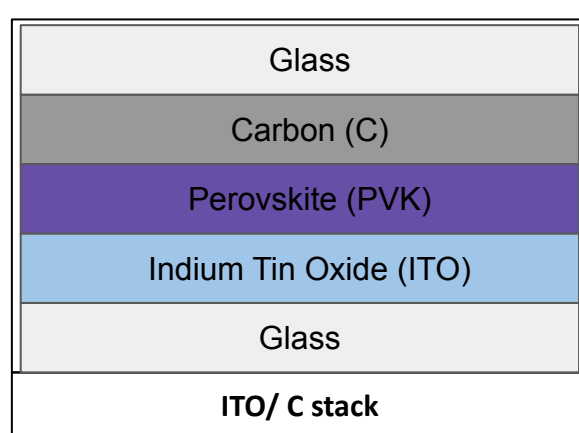 Glass
Carbon (C)
Perovskite (PVK)
Indium Tin Oxide (ITO)
Glass
ITO/ C stack